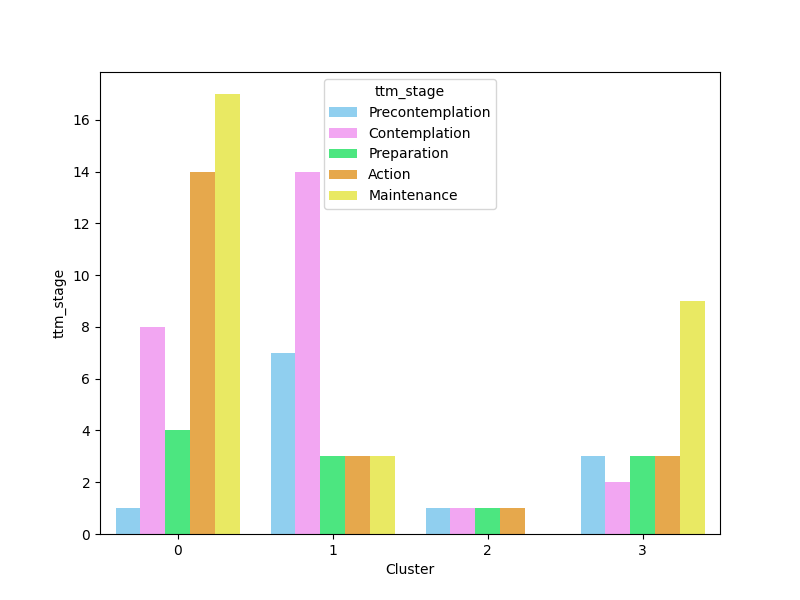 ttm_stage
Precontemplation
Contemplation
Preparation
Action
Maintenance
16
14
12
10
8
6
4
2
0
ttm_stage
0 1 2 3
Cluster